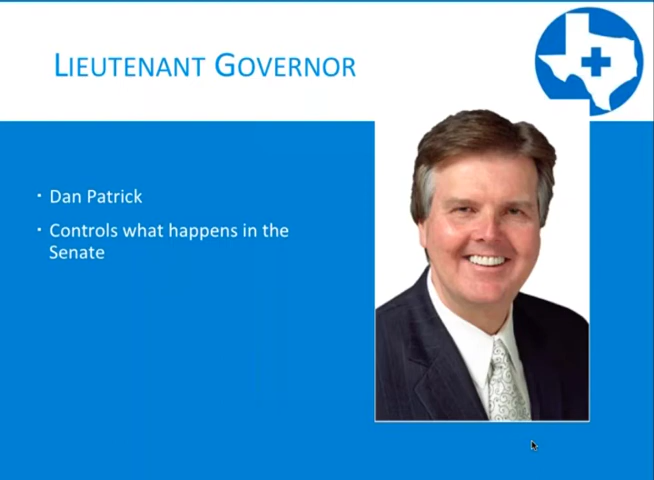 LIEUTENANT GOVERNOR
· Dan Patrick
· Controls what happens in the
Senate